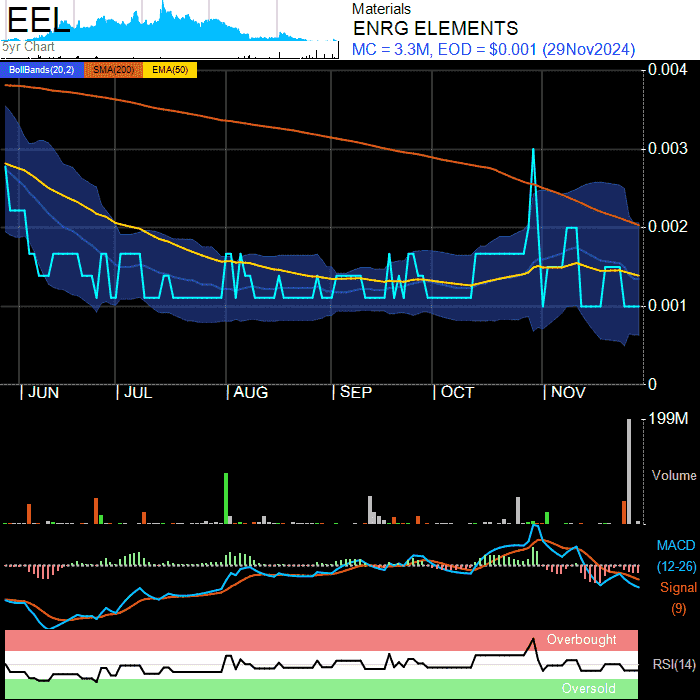 EEL
5yr Chart
Materials
ENRG ELEMENTS
MC = 3.3M, EOD = $0.001 (29Nov2024)
BollBands(20,2) SMA(200) EMA(50)
0.004
0.003
0.002
0.001
0
JUN JUL AUG SEP OCT NOV
199M
Volume
MACD
(12-26)
Signal
(9)
Overbought
RSI(14)
Oversold